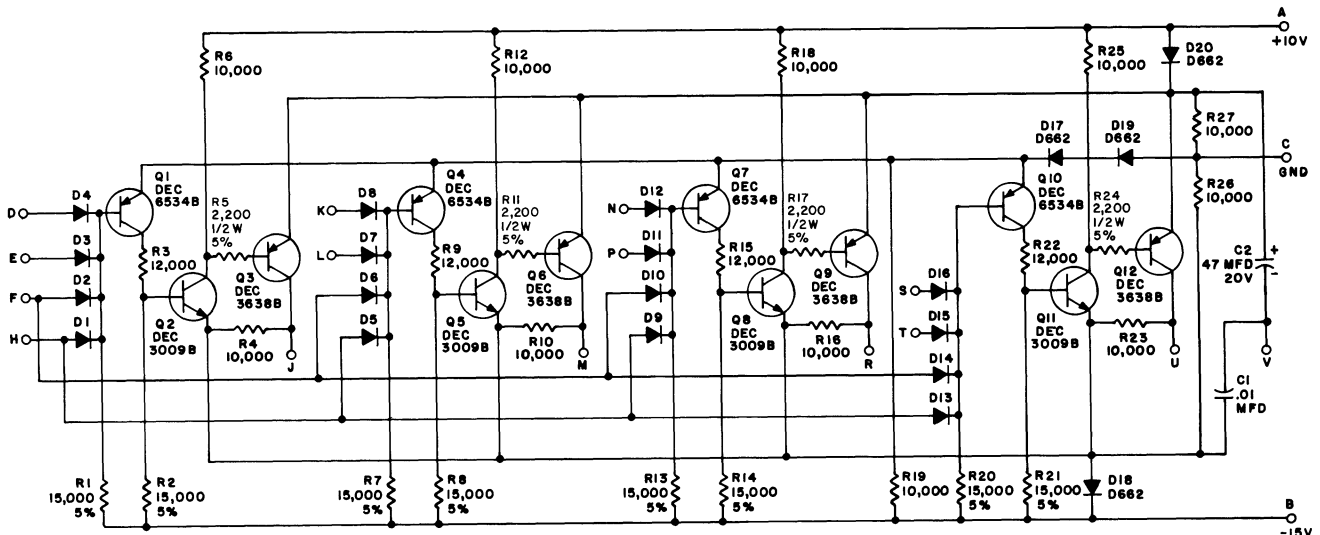 A
+10V
R6
10,000
R12
10,000
R18
10,000
R25
10,000
D20
D662
R27
10,000
D17
D662
D19
D662
C
GND
R26
10,000
Q1
DEC
6534B
Q4
DEC
6534B
Q7
DEC
6534B
Q10
DEC
6534B
D4
D
D3
E
D2
F
D1
H
R5
2,200
1/2W
5%
R3
12,000
Q3
DEC
3638B
Q2
DEC
3009B
R4
10,000
J
D8
K
D7
L
D6
D5
R11
2,200
1/2W
5%
R9
12,000
Q6
DEC
3638B
Q5
DEC
3009B
R10
10,000
M
D12
N
D11
P
D10
D9
R17
2,200
1/2W
5%
R15
12,000
Q9
DEC
3638B
Q8
DEC
3009B
R16
10,000
R
D16
S
D15
T
D14
D13
R24
2,200
1/2W
5%
R22
12,000
Q12
DEC
3638B
Q11
DEC
3009B
R23
10,000
U
C2
47
MFD
20V
+
-
V
C1
.01
MFD
R1
15,000
5%
R2
15,000
5%
R7
15,000
5%
R8
15,000
5%
R13
15,000
5%
R14
15,000
5%
R19
10,000
R20
15,000
5%
R21
15,000
5%
D18
D662
B
-15V